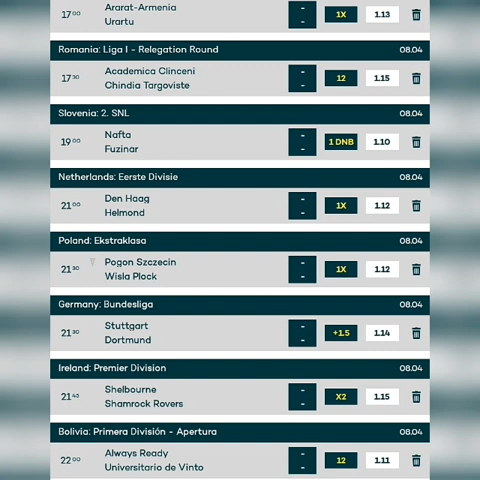 17 00 Ararat-Armenia - 1X 1.13
Urartu -
Romania: Liga I - Relegation Round 08.04
17 30 Academica Clinceni - 12 1.15
Chindia Targoviste -
Slovenia: 2. SNL 08.04
19 00 Nafta - 1 DNB 1.10
Fuzinar -
Netherlands: Eerste Divisie 08.04
21 00 Den Haag - 1X 1.12
Helmond -
Poland: Ekstraklasa 08.04
21 30 Pogon Szczecin - 1X 1.12
Wisla Plock -
Germany: Bundesliga 08.04
21 30 Stuttgart - +1.5 1.14
Dortmund -
Ireland: Premier Division 08.04
21 45 Shelbourne - X2 1.15
Shamrock Rovers -
Bolivia: Primera División - Apertura 08.04
22 00 Always Ready - 12 1.11
Universitario de Vinto -